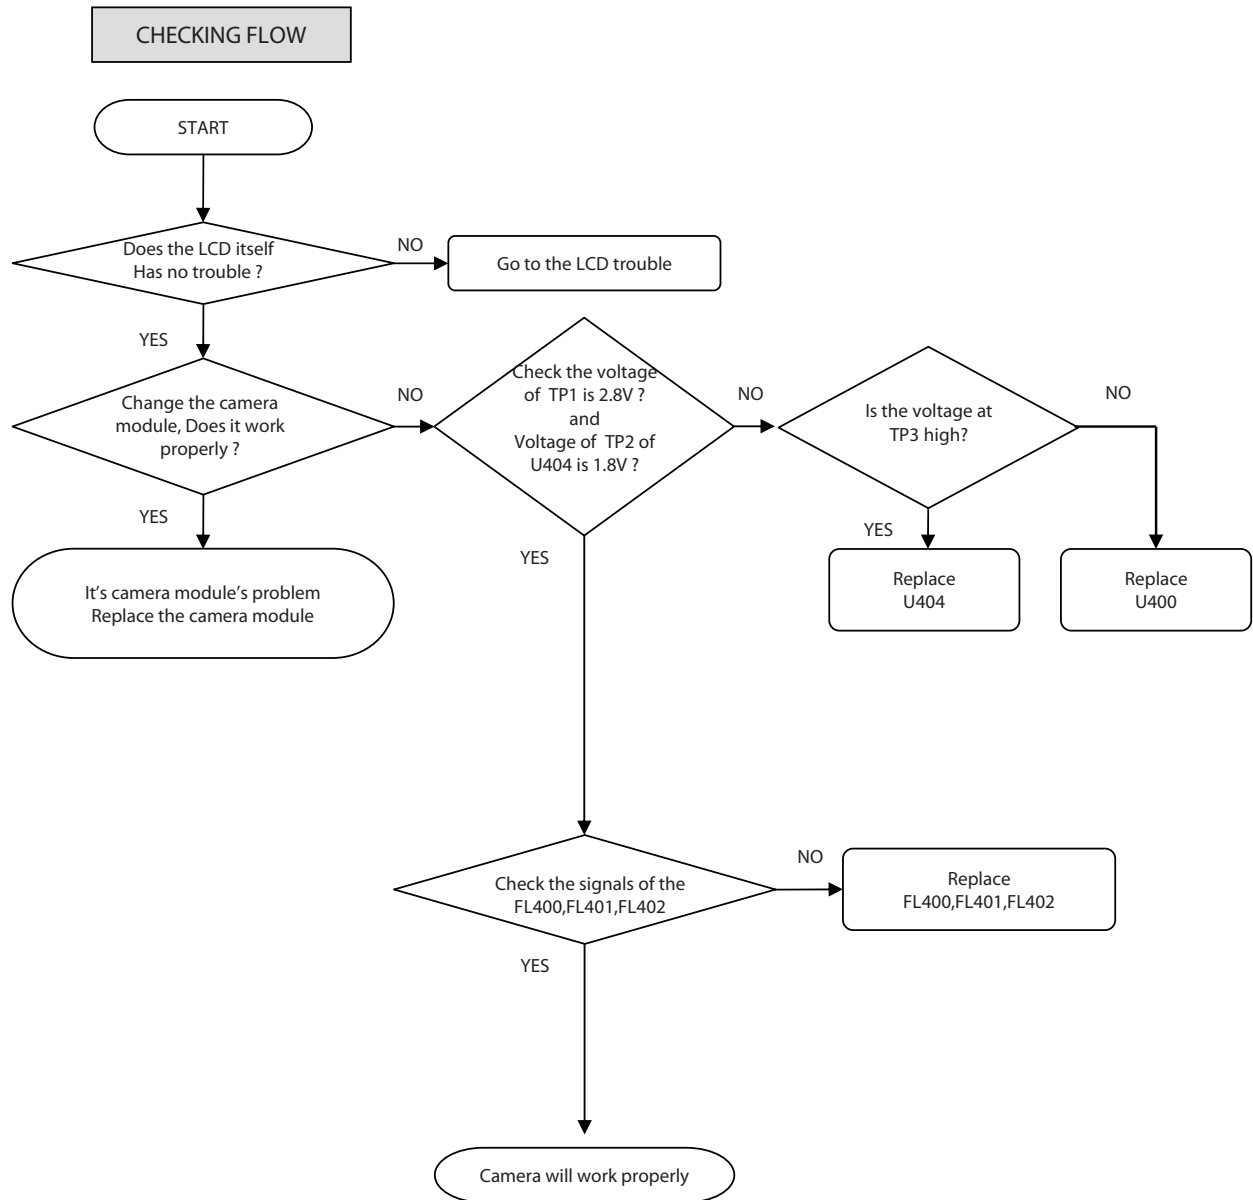 CHECKING FLOW
START
Does the LCD itself
Has no trouble ?
NO
Go to the LCD trouble
YES
Change the camera
module, Does it work
properly ?
NO
Check the voltage
of TP1 is 2.8V ?
and
Voltage of TP2 of
U404 is 1.8V ?
NO
Is the voltage at
TP3 high?
NO
YES
It's camera module's problem
Replace the camera module
YES
YES
Replace
U404
Replace
U400
Check the signals of the
FL400,FL401,FL402
NO
Replace
FL400,FL401,FL402
YES
Camera will work properly